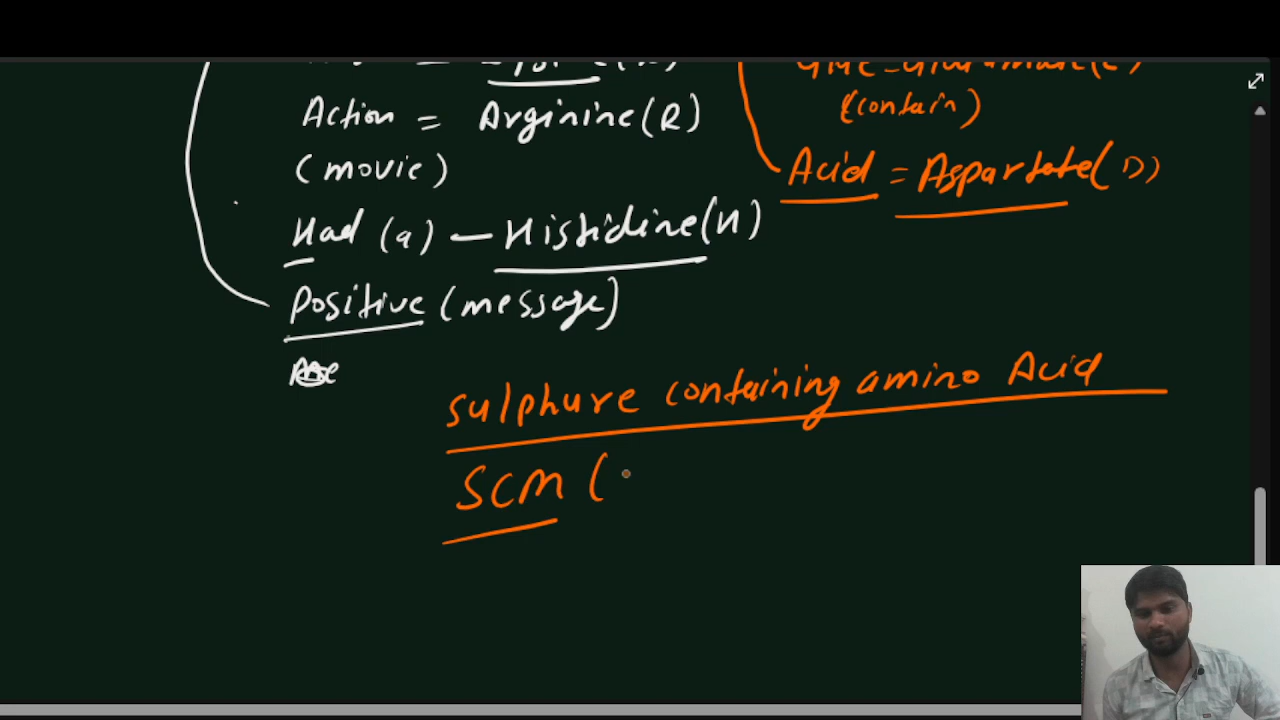 Action = Arginine(R)
(movie)
Had (a) — Histidine(H)
positive (message)
(contain)
Acid = Aspartate(D)
sulphure containing amino Acid
SCM (